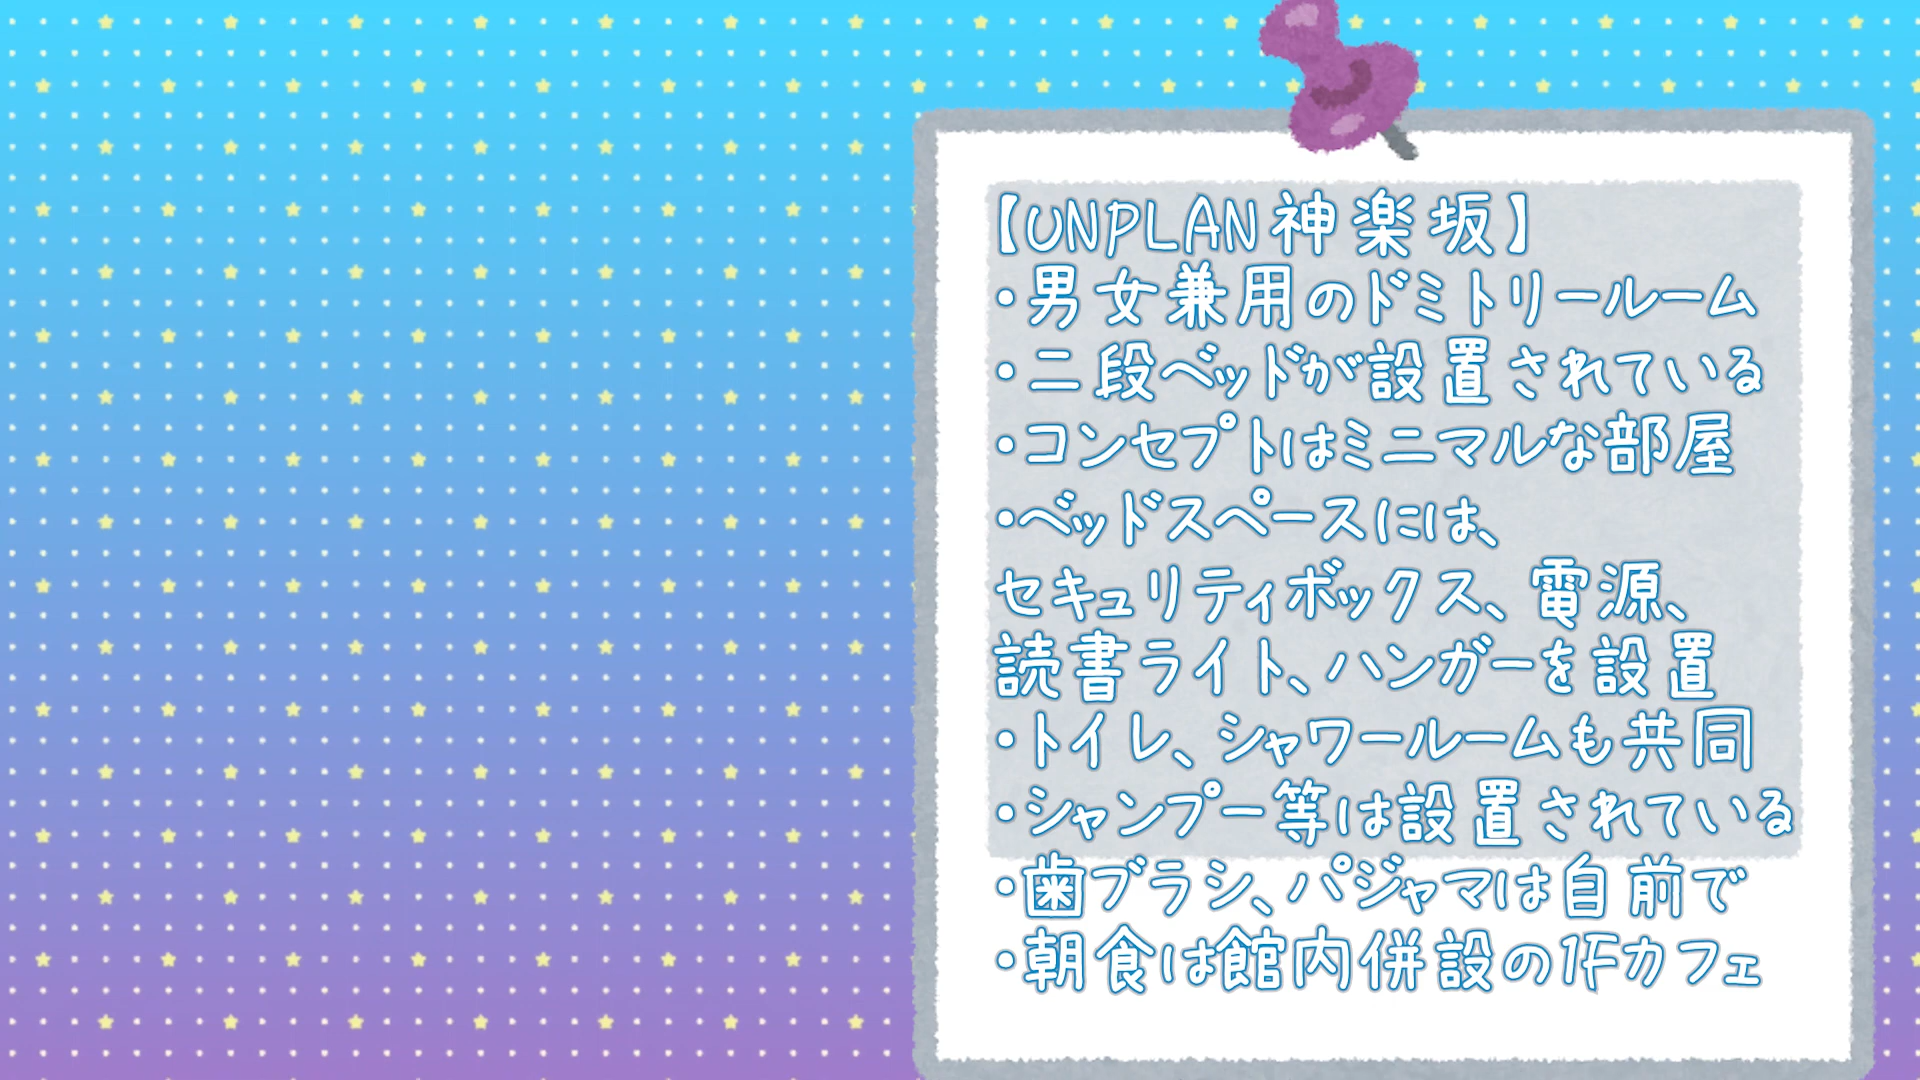 【UNPLAN神楽坂】
・男女兼用のドミトリールーム
・二段ベッドが設置されている
・コンセプトはミニマルな部屋
・ベッドスペースには、
セキュリティボックス、電源、
読書ライト、ハンガーを設置
・トイレ、シャワールームも共同
・シャンプー等は設置されている
・歯ブラシ、パジャマは自前で
・朝食は館内併設の1Fカフェ